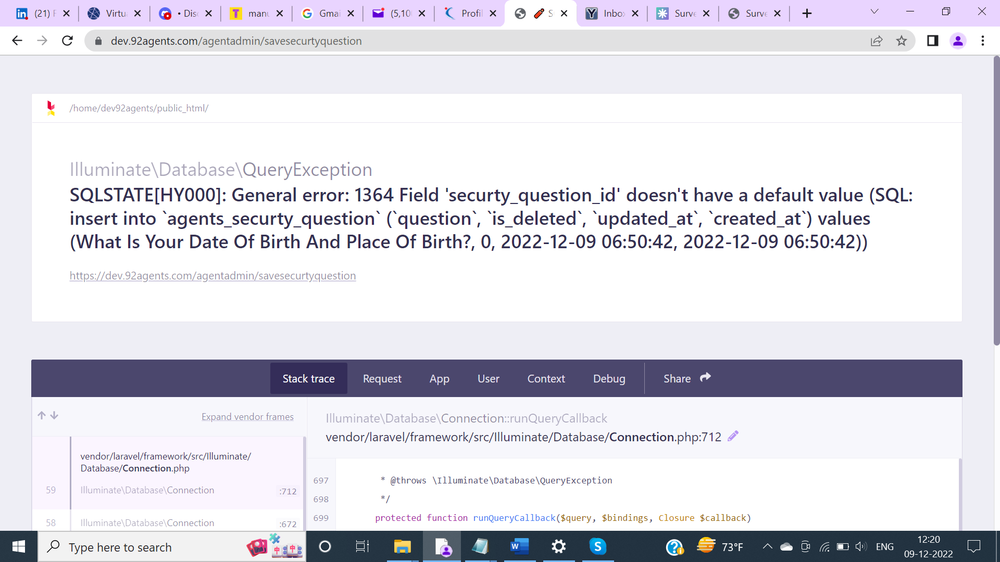 (21) F
Virtu
• Disc
manu
Gmai
(5,10
Profil
S
Inbo
Surve
Surve
dev.92agents.com/agentadmin/savesecurtyquestion
/home/dev92agents/public_html/
Illuminate\Database\QueryException
SQLSTATE[HY000]: General error: 1364 Field 'securty_question_id' doesn't have a default value (SQL:
insert into `agents_securty_question` (`question`, `is_deleted`, `updated_at`, `created_at`) values
(What Is Your Date Of Birth And Place Of Birth?, 0, 2022-12-09 06:50:42, 2022-12-09 06:50:42))
https://dev.92agents.com/agentadmin/savesecurtyquestion
Stack trace
Request
App
User
Context
Debug
Share
Expand vendor frames
vendor/laravel/framework/src/Illuminate/
Database/Connection.php
59
Illuminate\Database\Connection
:712
58
Illuminate\Database\Connection
:672
Illuminate\Database\Connection::runQueryCallback
vendor/laravel/framework/src/Illuminate/Database/Connection.php:712
697 * @throws \Illuminate\Database\QueryException
698 */
699 protected function runQueryCallback($query, $bindings, Closure $callback)
Type here to search
73°F
ENG
12:20
09-12-2022